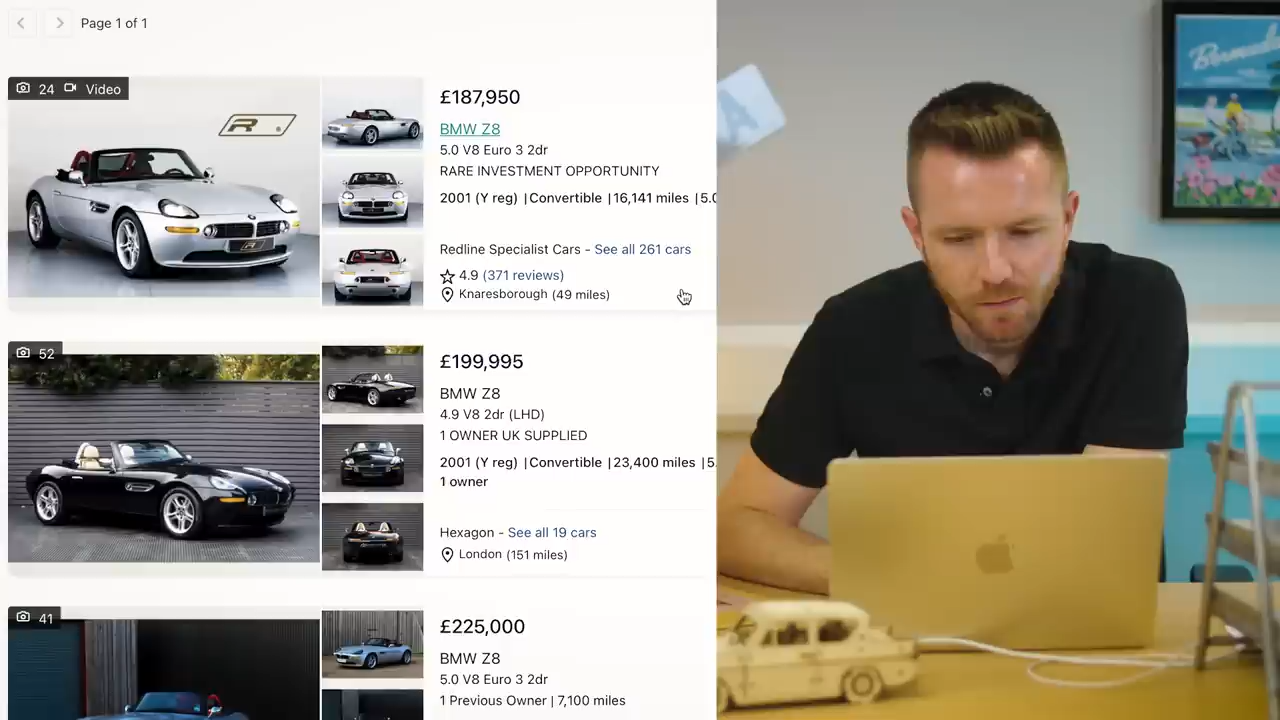 Page 1 of 1
24 Video
R
£187,950
BMW Z8
5.0 V8 Euro 3 2dr
RARE INVESTMENT OPPORTUNITY
2001 (Y reg) | Convertible | 16,141 miles | 5.0
Redline Specialist Cars - See all 261 cars
4.9 (371 reviews)
Knaresborough (49 miles)
52
£199,995
BMW Z8
4.9 V8 2dr (LHD)
1 OWNER UK SUPPLIED
2001 (Y reg) | Convertible | 23,400 miles | 5.
1 owner
Hexagon - See all 19 cars
London (151 miles)
41
£225,000
BMW Z8
5.0 V8 Euro 3 2dr
1 Previous Owner | 7,100 miles
A
Bermuda